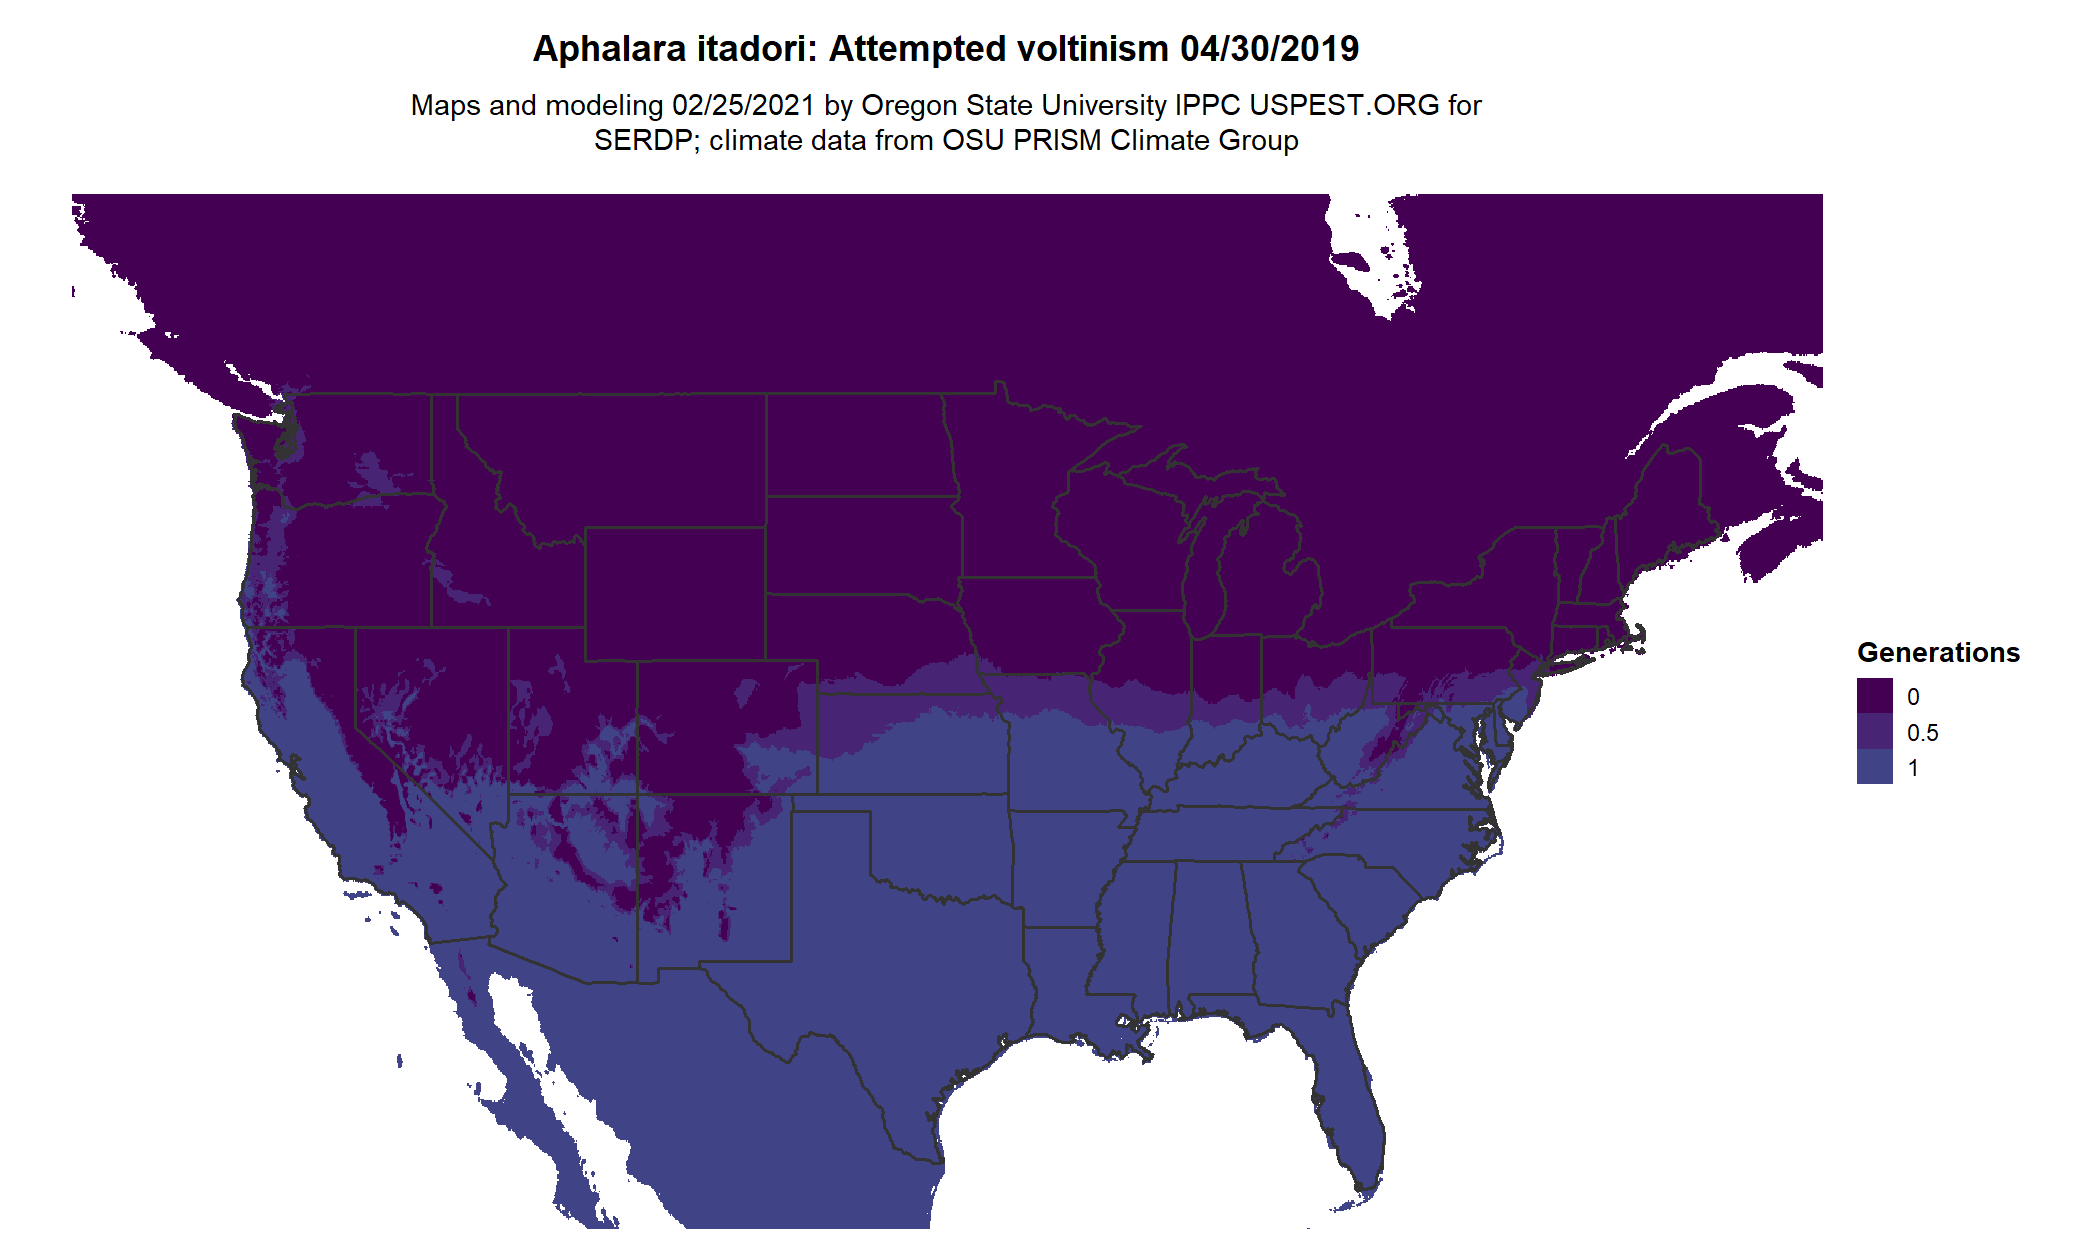 Aphalara itadori: Attempted voltinism 04/30/2019
Maps and modeling 02/25/2021 by Oregon State University IPPC USPEST.ORG for
SERDP; climate data from OSU PRISM Climate Group
Generations
0
0.5
1